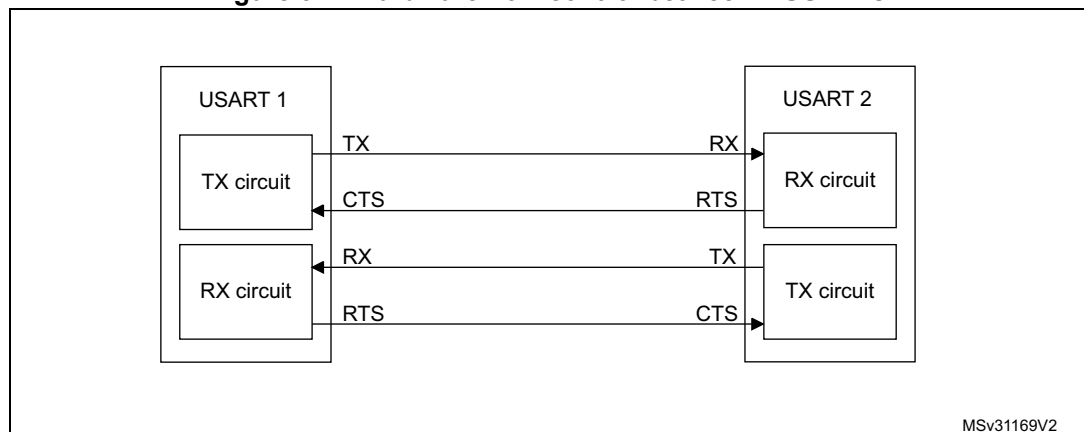 USART 1
USART 2
TX circuit
TX
RX
RX circuit
CTS
RTS
RX circuit
RX
TX
TX circuit
RTS
CTS
MSv31169V2